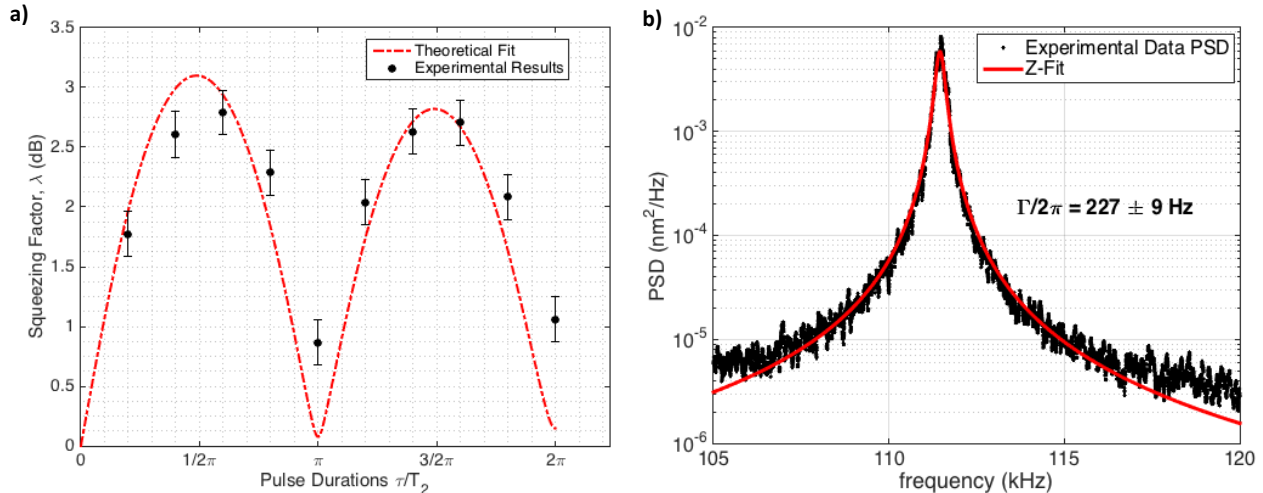 a)
3.5
3
2.5
2
1.5
1
0.5
0
Squeezing Factor, λ (dB)
Theoretical Fit
Experimental Results
0 1/2π π 3/2π 2π
Pulse Durations τ/T₂
b)
10⁻²
10⁻³
10⁻⁴
10⁻⁵
10⁻⁶
PSD (nm²/Hz)
Experimental Data PSD
Z-Fit
Γ/2π = 227 ± 9 Hz
105 110 115 120
frequency (kHz)